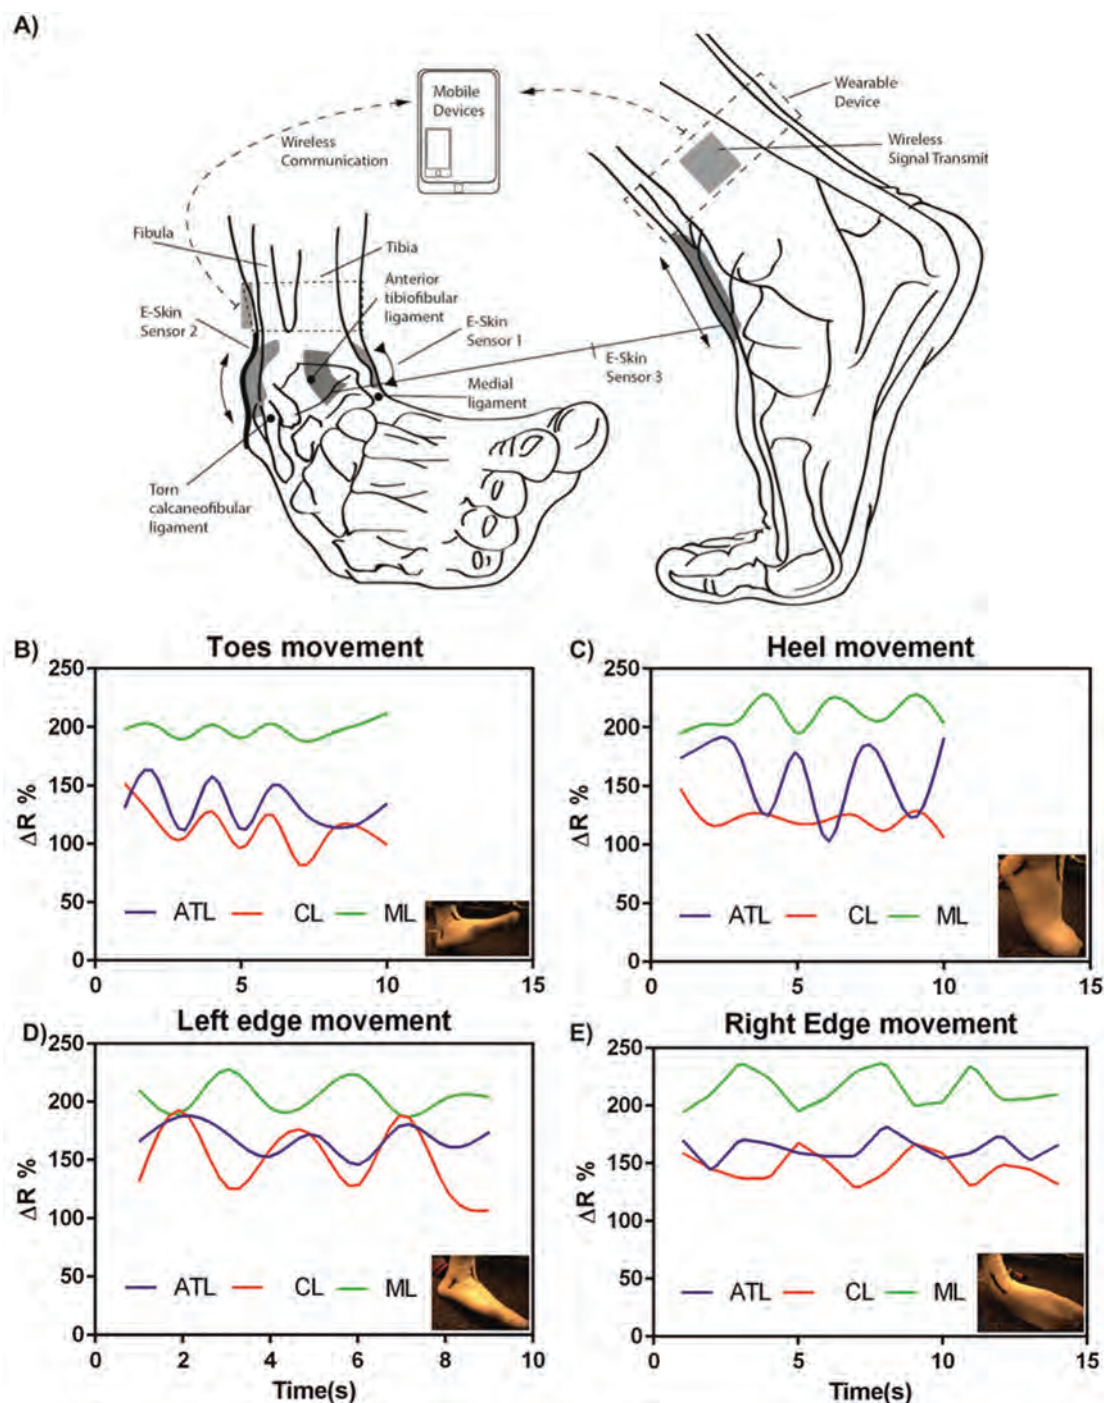 A)
Mobile
Devices
Wearable
Device
Wireless
Signal Transmit
Wireless
Communication
Fibula
Tibia
Anterior
tibiofibular
ligament
E-Skin
Sensor 2
E-Skin
Sensor 1
E-Skin
Sensor 3
Medial
ligament
Torn
calcaneofibular
ligament
B)
Toes movement
250
200
150
100
50
0
ΔR %
ATL
CL
ML
0
5
10
15
C)
Heel movement
250
200
150
100
50
0
ΔR %
ATL
CL
ML
0
5
10
15
D)
Left edge movement
250
200
150
100
50
0
ΔR %
ATL
CL
ML
0
2
4
6
8
10
Time(s)
E)
Right Edge movement
250
200
150
100
50
0
ΔR %
ATL
CL
ML
0
5
10
15
Time(s)